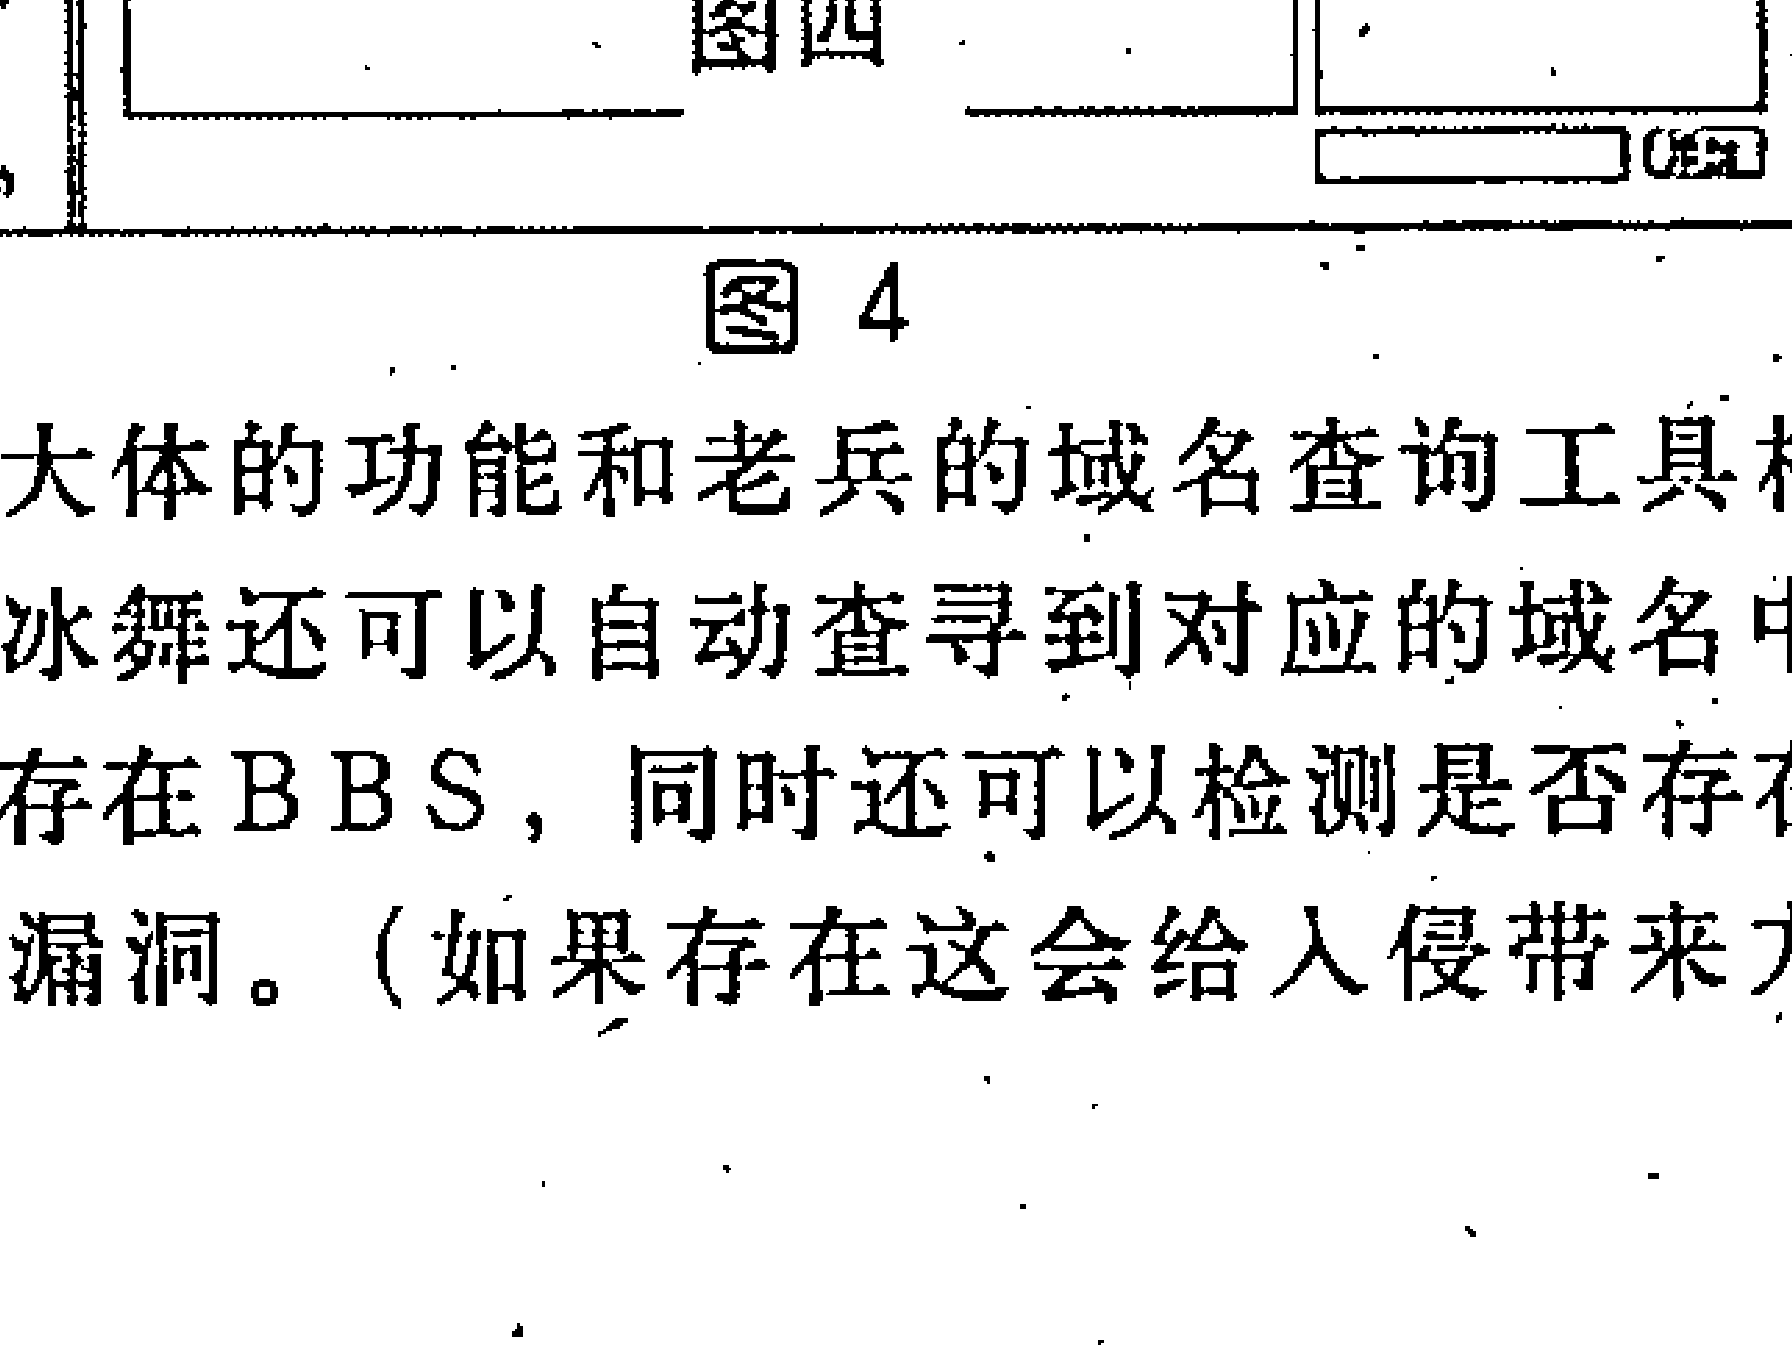 图四
图 4
大体的功能和老兵的域名查询工具
冰舞还可以自动查寻到对应的域名
存在BBS，同时还可以检测是否存在
漏洞。（如果存在这会给入侵带来